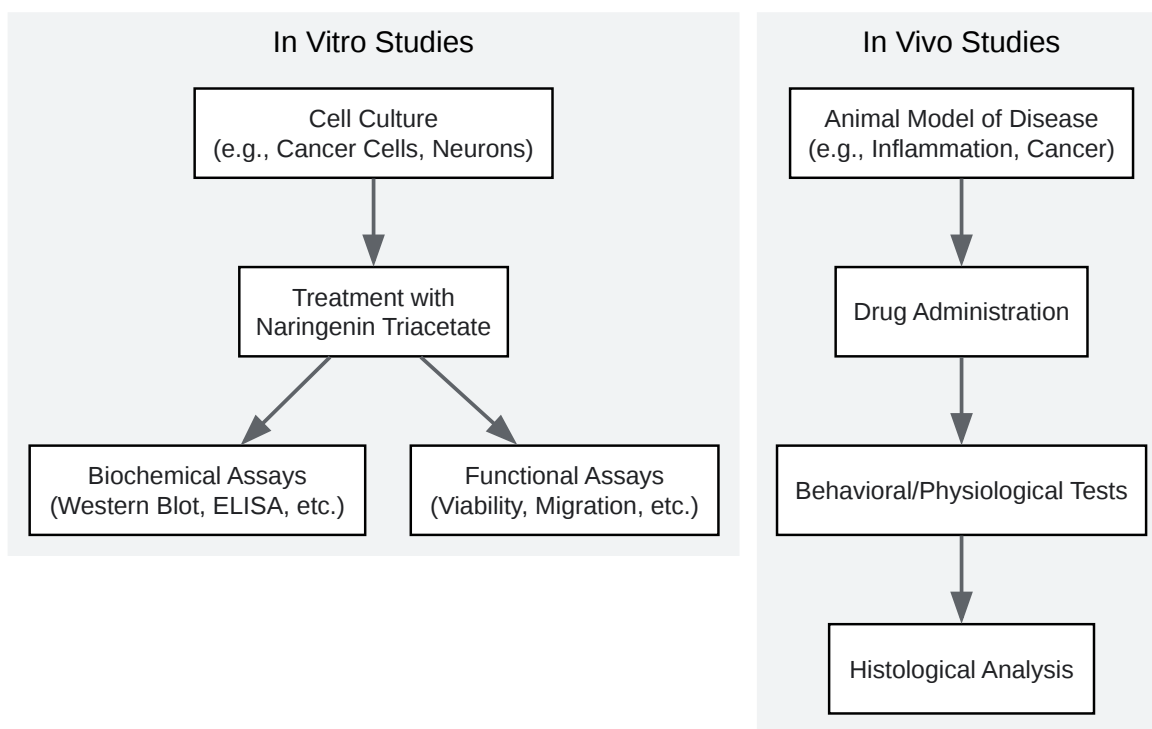 In Vitro Studies
Cell Culture
(e.g., Cancer Cells, Neurons)
Treatment with
Naringenin Triacetate
Biochemical Assays
(Western Blot, ELISA, etc.)
Functional Assays
(Viability, Migration, etc.)
In Vivo Studies
Animal Model of Disease
(e.g., Inflammation, Cancer)
Drug Administration
Behavioral/Physiological Tests
Histological Analysis